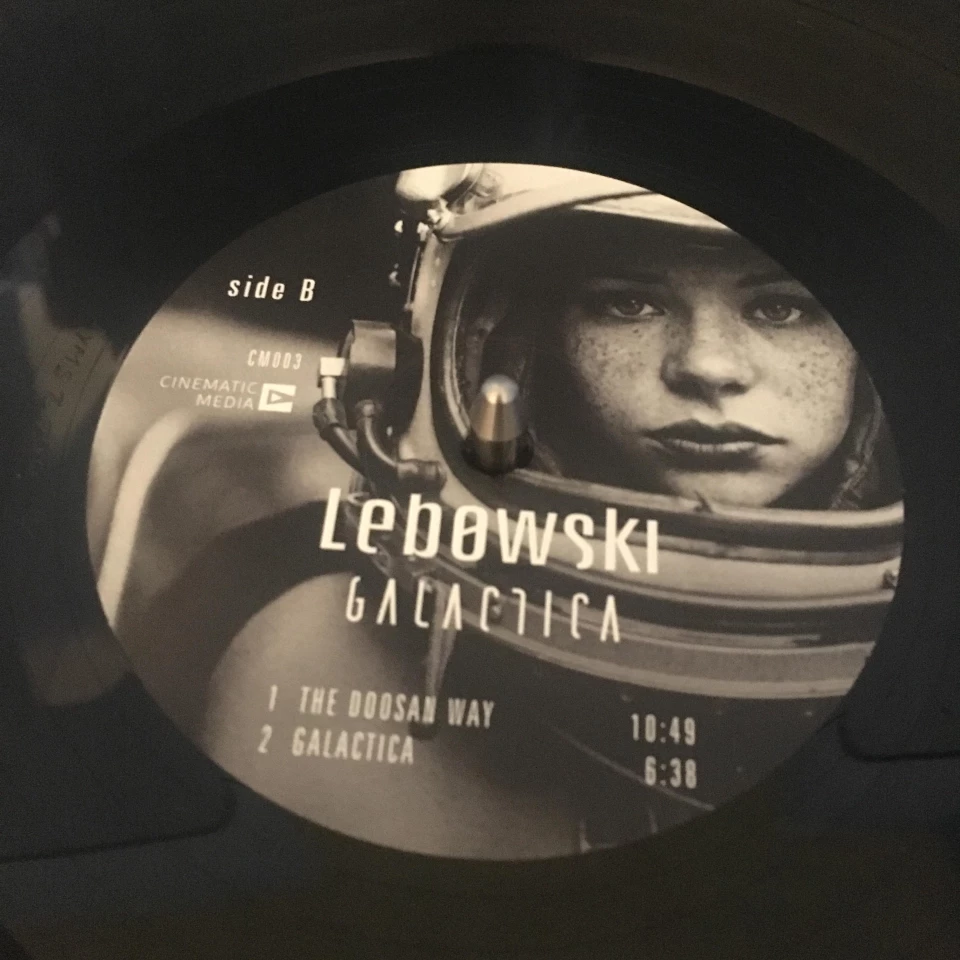 side B
CM003
CINEMATIC
MEDIA
Lebowski
GALACTICA
1 THE DOOSAN WAY 10:49
2 GALACTICA 6:38